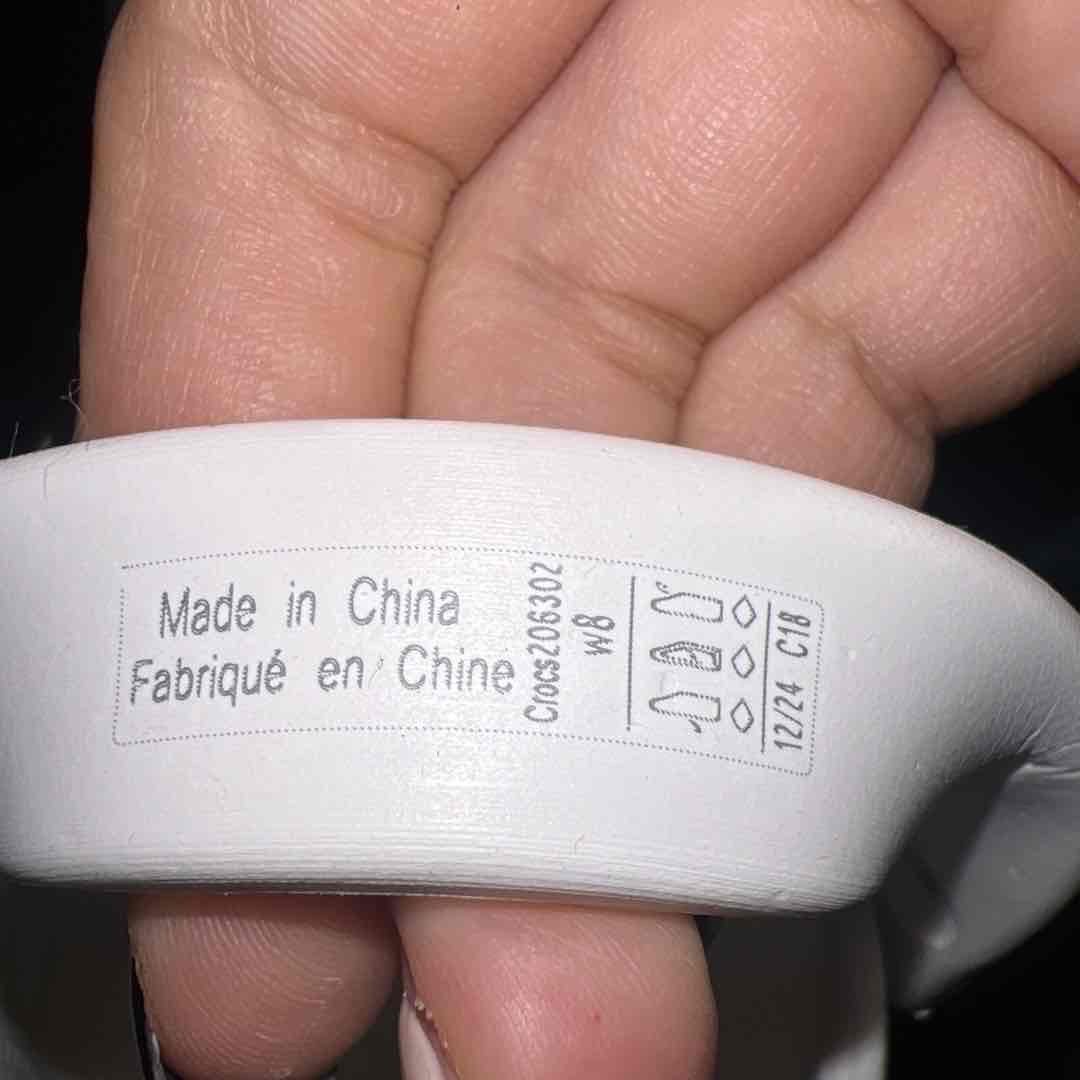 Made in China
Fabriqué en Chine
Crocs206302
W8
12/24 C18